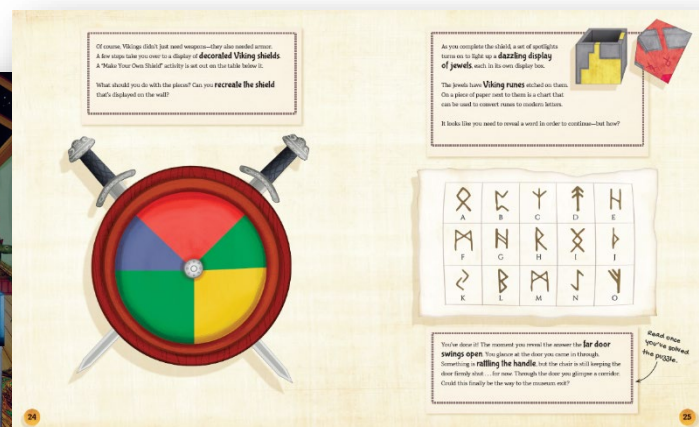 Of course, Vikings didn't just need weapons—they also needed armor.
A few steps take you over to a display of decorated Viking shields.
A "Make Your Own Shield" activity is set out on the table below it.
What should you do with the pieces? Can you recreate the shield
that's displayed on the wall?
24
As you complete the shield, a set of spotlights
turns on to light up a dazzling display
of jewels, each in its own display box.
The jewels have Viking runes etched on them.
On a piece of paper next to them is a chart that
can be used to convert runes to modern letters.
It looks like you need to reveal a word in order to continue—but how?
A B C D E
F G H I J
K L M N O
You've done it! The moment you reveal the answer the far door
swings open. You glance at the door you came in through.
Something is rattling the handle, but the chair is still keeping the
door firmly shut . . . for now. Through the door you glimpse a corridor.
Could this finally be the way to the museum exit?
Read once
you've solved
the puzzle.
25